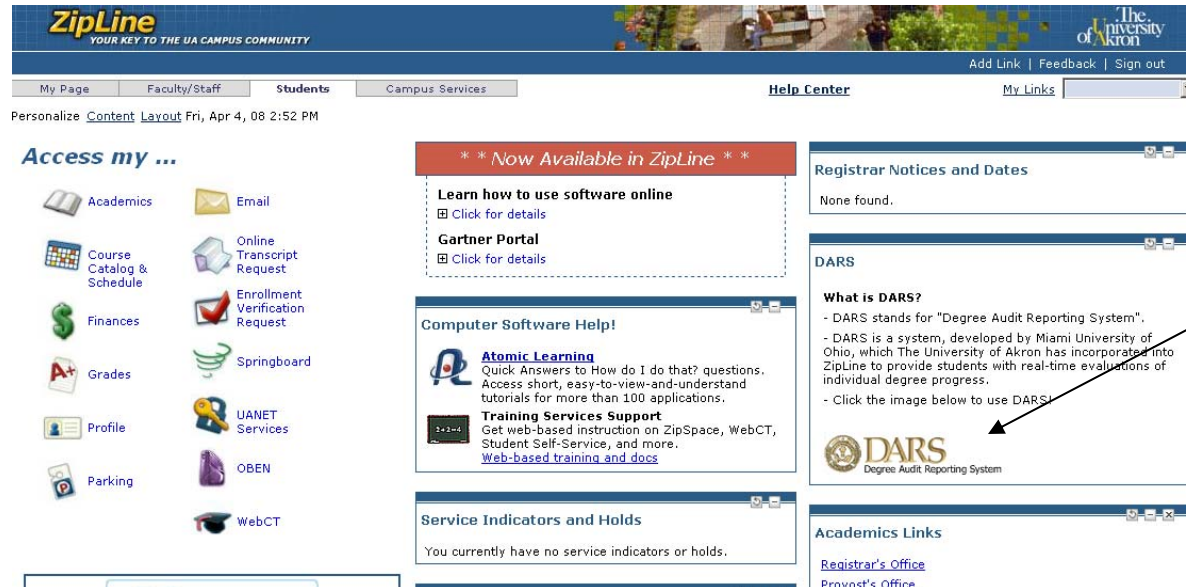 ZipLine
YOUR KEY TO THE UA CAMPUS COMMUNITY
The
University
of Akron
Add Link | Feedback | Sign out
My Page
Faculty/Staff
Students
Campus Services
Help Center
My Links
Personalize Content Layout Fri, Apr 4, 08 2:52 PM
Access my ...
Academics
Email
Course
Catalog &
Schedule
Online
Transcript
Request
Finances
Enrollment
Verification
Request
Grades
Springboard
Profile
UANET
Services
Parking
OBEN
WebCT
* * Now Available in ZipLine * *
Learn how to use software online
Click for details
Gartner Portal
Click for details
Computer Software Help!
Atomic Learning
Quick Answers to How do I do that? questions.
Access short, easy-to-view-and-understand
tutorials for more than 100 applications.
2+2=4
Training Services Support
Get web-based instruction on ZipSpace, WebCT,
Student Self-Service, and more.
Web-based training and docs
Service Indicators and Holds
You currently have no service indicators or holds.
Registrar Notices and Dates
None found.
DARS
What is DARS?
- DARS stands for "Degree Audit Reporting System".
- DARS is a system, developed by Miami University of
Ohio, which The University of Akron has incorporated into
ZipLine to provide students with real-time evaluations of
individual degree progress.
- Click the image below to use DARS!
DARS
Degree Audit Reporting System
Academics Links
Registrar's Office
Provost's Office